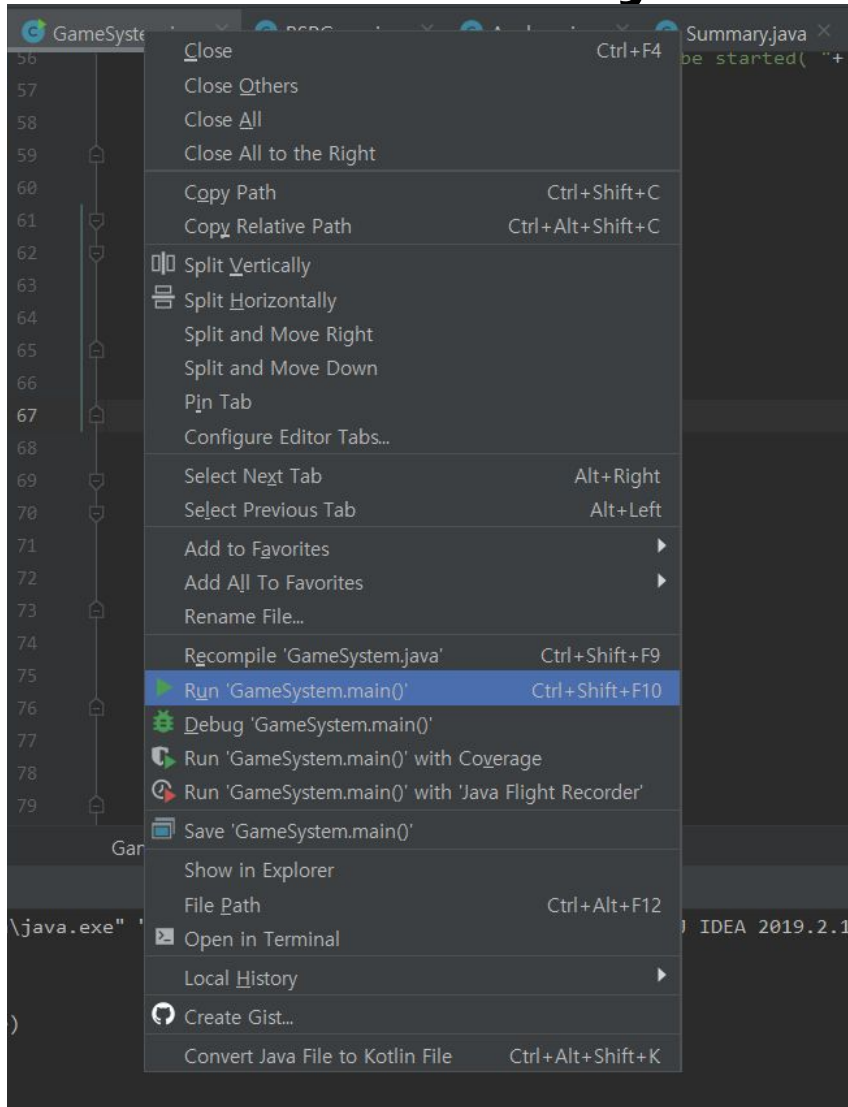 GameSyste
Summary.java
56
be started( "+
57
58
59
60
61
62
63
64
65
66
67
68
69
70
71
72
73
74
75
76
77
78
79
Close Ctrl+F4
Close Others
Close All
Close All to the Right
Copy Path Ctrl+Shift+C
Copy Relative Path Ctrl+Alt+Shift+C
Split Vertically
Split Horizontally
Split and Move Right
Split and Move Down
Pin Tab
Configure Editor Tabs...
Select Next Tab Alt+Right
Select Previous Tab Alt+Left
Add to Favorites
Add All To Favorites
Rename File...
Recompile 'GameSystem.java' Ctrl+Shift+F9
Run 'GameSystem.main()' Ctrl+Shift+F10
Debug 'GameSystem.main()'
Run 'GameSystem.main()' with Coverage
Run 'GameSystem.main()' with 'Java Flight Recorder'
Save 'GameSystem.main()'
Show in Explorer
File Path Ctrl+Alt+F12
Open in Terminal
Local History
Create Gist...
Convert Java File to Kotlin File Ctrl+Alt+Shift+K
Gar
\java.exe" "
IDEA 2019.2.1
)